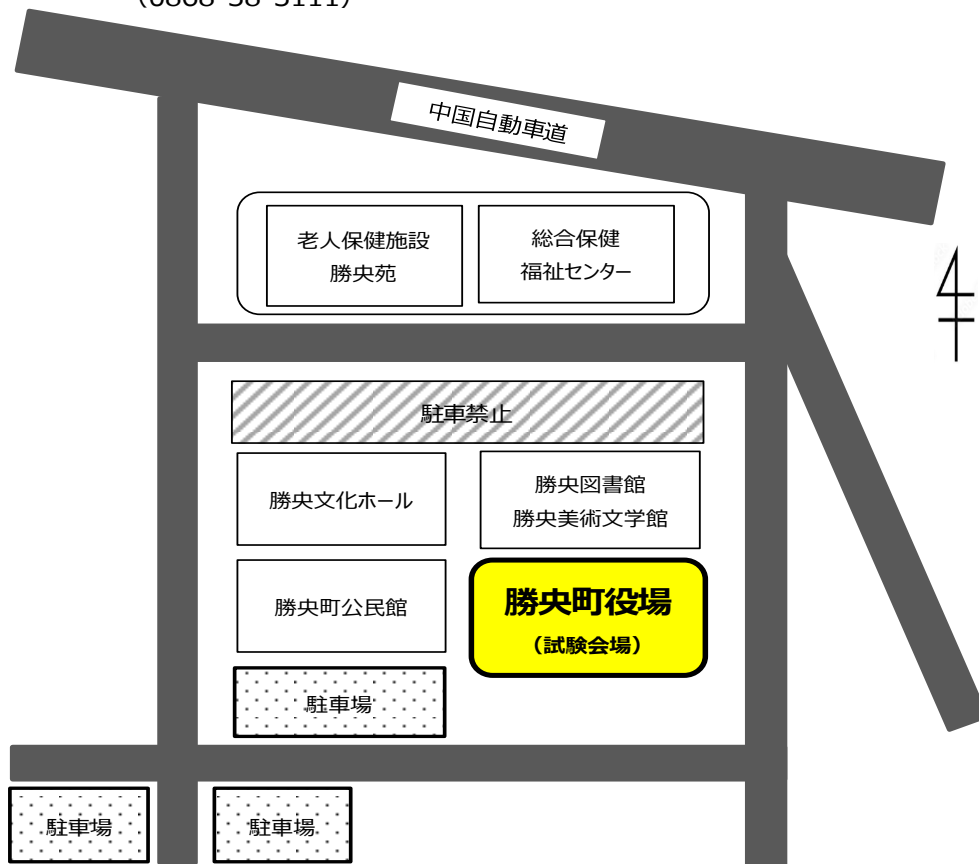 （0868-38-3111）
中国自動車道
老人保健施設
勝央苑
総合保健
福祉センター
駐車禁止
勝央文化ホール
勝央図書館
勝央美術文学館
勝央町公民館
勝央町役場
（試験会場）
駐車場
駐車場
駐車場